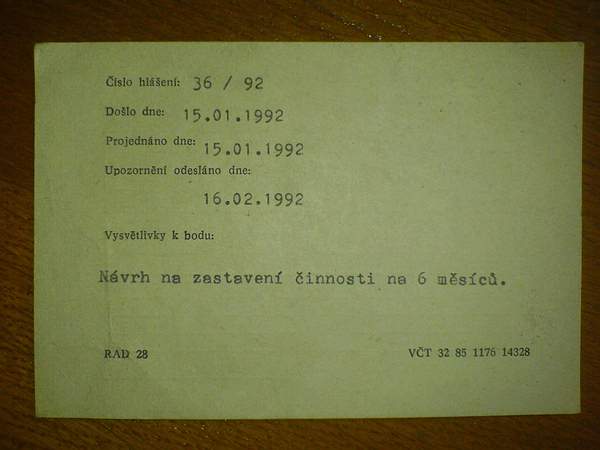 Číslo hlášení: 36 / 92
Došlo dne: 15.01.1992
Projednáno dne: 15.01.1992
Upozornění odesláno dne:
16.02.1992
Vysvětlivky k bodu:
Návrh na zastavení činnosti na 6 měsíců.
RAD 28 VČT 32 85 1176 14328